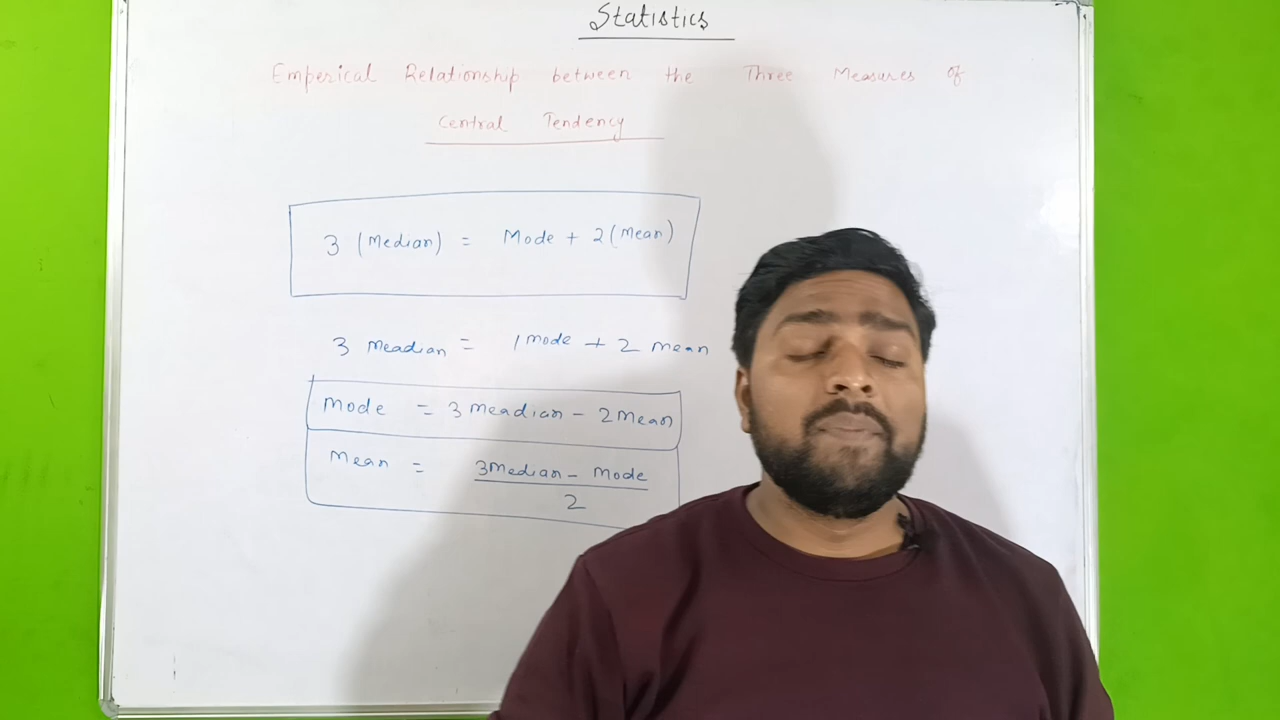 Statistics
Emperical Relationship between the Three Measures of
Central Tendency
3 (Median) = Mode + 2(Mean)
3 Meadian = 1 Mode + 2 Mean
Mode = 3 Meadian - 2 Mean
Mean = 3 Median - Mode
2